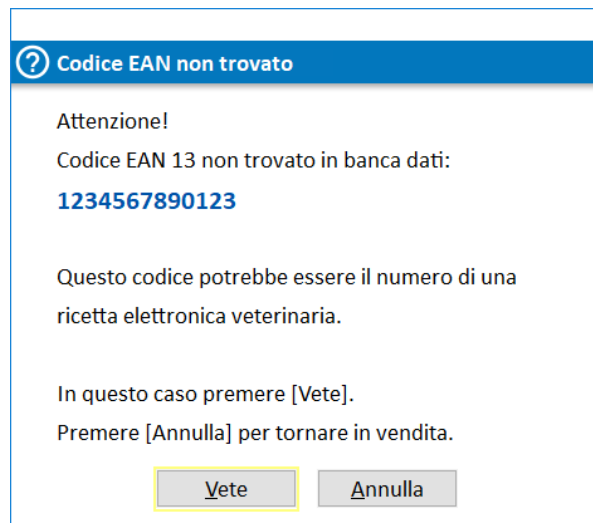 Codice EAN non trovato
Attenzione!
Codice EAN 13 non trovato in banca dati:
1234567890123
Questo codice potrebbe essere il numero di una
ricetta elettronica veterinaria.
In questo caso premere [Vete].
Premere [Annulla] per tornare in vendita.
Vete Annulla